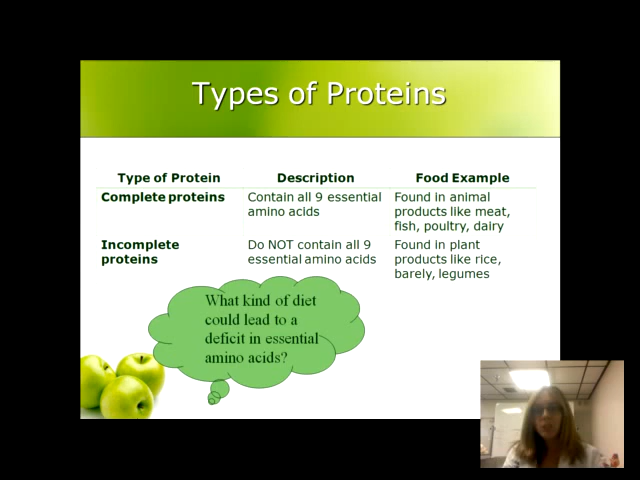 Types of Proteins
Type of Protein Description Food Example
Complete proteins Contain all 9 essential amino acids Found in animal products like meat, fish, poultry, dairy
Incomplete proteins Do NOT contain all 9 essential amino acids Found in plant products like rice, barely, legumes
What kind of diet
could lead to a
deficit in essential
amino acids?